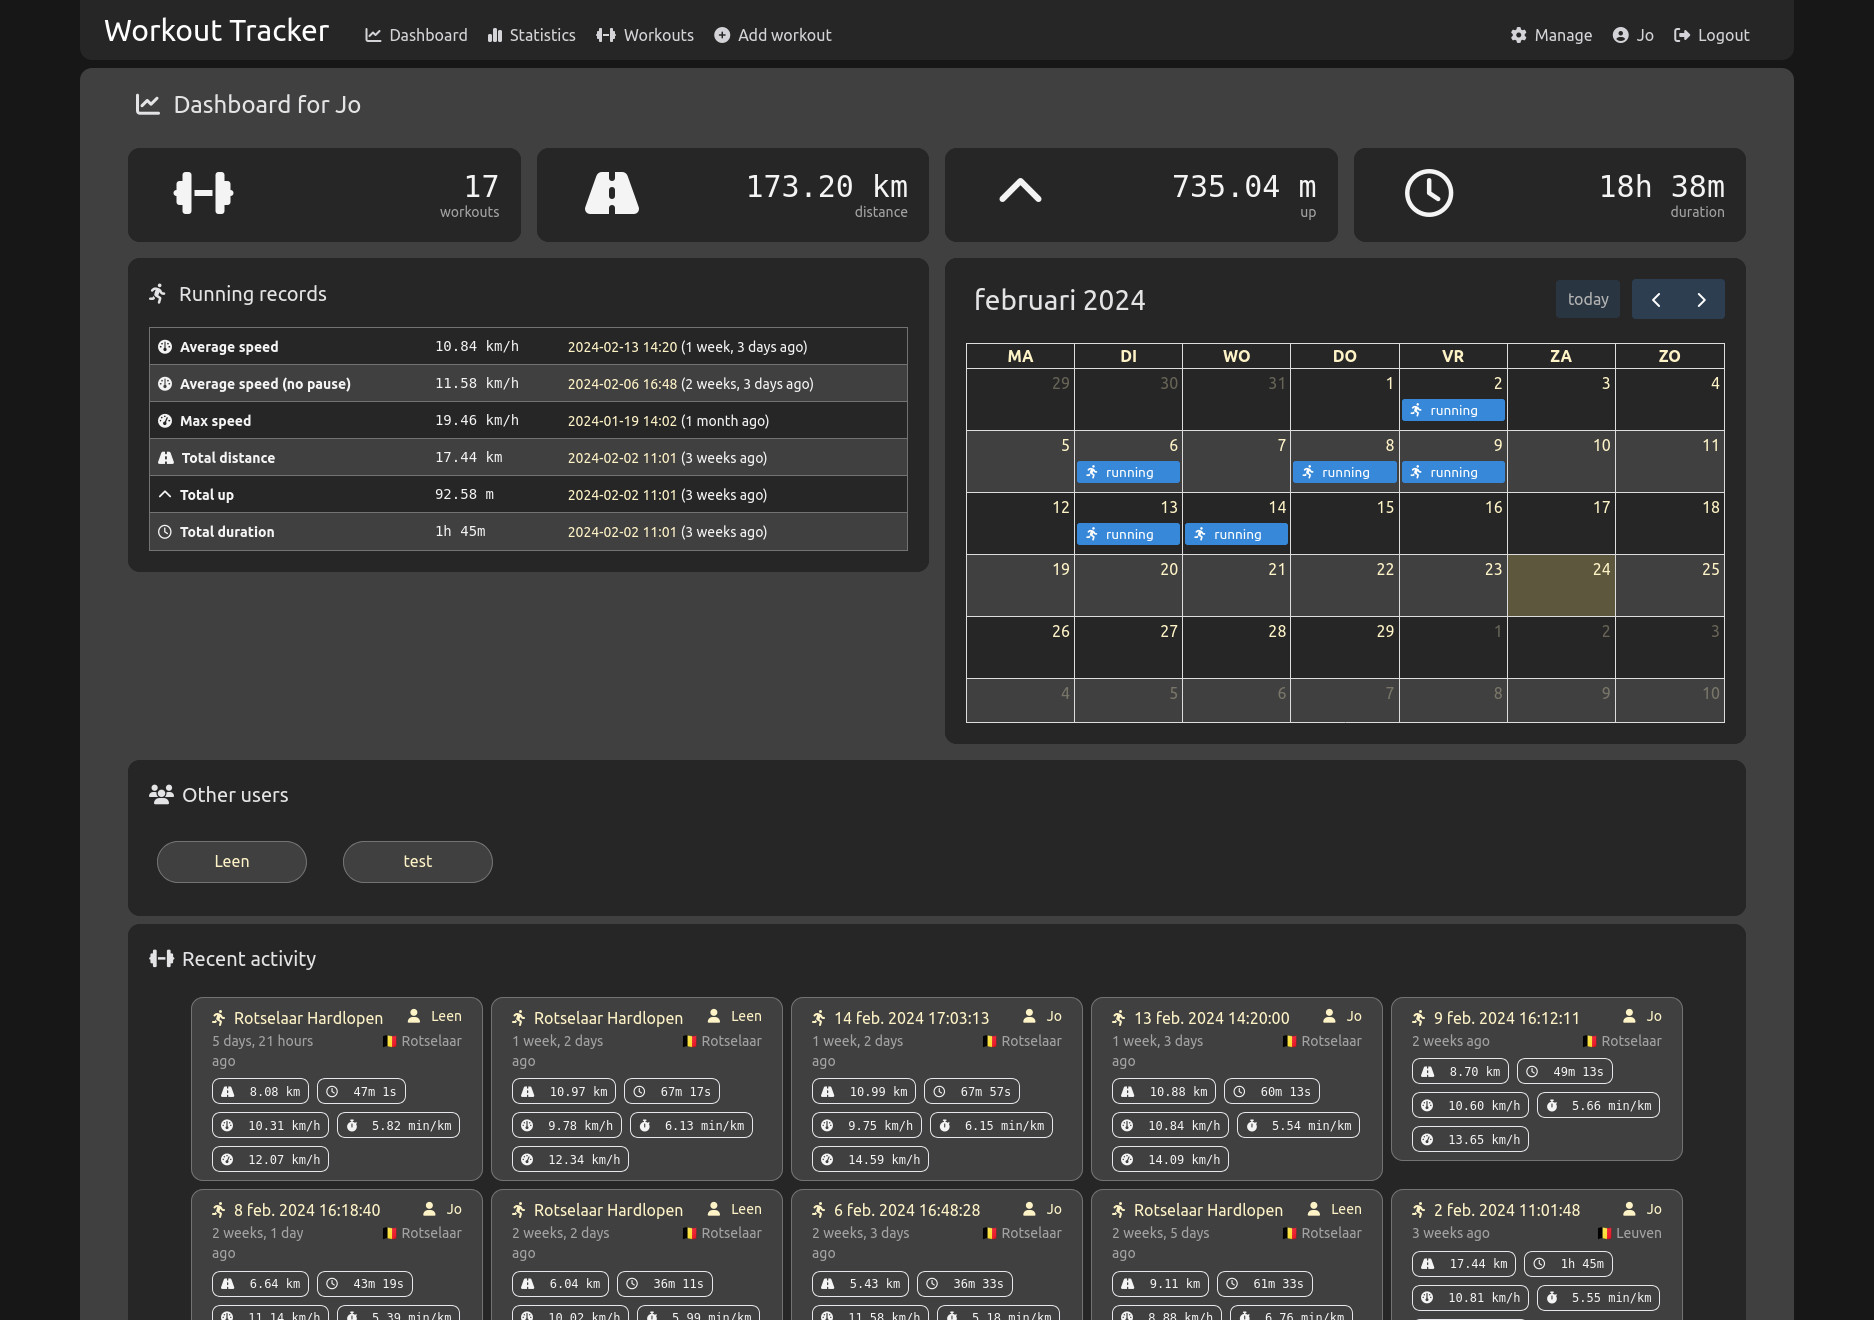 Workout Tracker Dashboard Statistics Workouts Add workout Manage Jo Logout
Dashboard for Jo
17
workouts
173.20 km
distance
735.04 m
up
18h 38m
duration
Running records
Average speed 10.84 km/h 2024-02-13 14:20 (1 week, 3 days ago)
Average speed (no pause) 11.58 km/h 2024-02-06 16:48 (2 weeks, 3 days ago)
Max speed 19.46 km/h 2024-01-19 14:02 (1 month ago)
Total distance 17.44 km 2024-02-02 11:01 (3 weeks ago)
Total up 92.58 m 2024-02-02 11:01 (3 weeks ago)
Total duration 1h 45m 2024-02-02 11:01 (3 weeks ago)
februari 2024 today
MA DI WO DO VR ZA ZO
29 30 31 1 2 3 4
running
5 6 7 8 9 10 11
running running running
12 13 14 15 16 17 18
running running
19 20 21 22 23 24 25
26 27 28 29 1 2 3
4 5 6 7 8 9 10
Other users
Leen test
Recent activity
Rotselaar Hardlopen Leen
5 days, 21 hours ago Rotselaar
8.08 km 47m 1s
10.31 km/h 5.82 min/km
12.07 km/h
Rotselaar Hardlopen Leen
1 week, 2 days ago Rotselaar
10.97 km 67m 17s
9.78 km/h 6.13 min/km
12.34 km/h
14 feb. 2024 17:03:13 Jo
1 week, 2 days ago Rotselaar
10.99 km 67m 57s
9.75 km/h 6.15 min/km
14.59 km/h
13 feb. 2024 14:20:00 Jo
1 week, 3 days ago Rotselaar
10.88 km 60m 13s
10.84 km/h 5.54 min/km
14.09 km/h
9 feb. 2024 16:12:11 Jo
2 weeks ago Rotselaar
8.70 km 49m 13s
10.60 km/h 5.66 min/km
13.65 km/h
8 feb. 2024 16:18:40 Jo
2 weeks, 1 day ago Rotselaar
6.64 km 43m 19s
11.14 km/h 5.39 min/km
Rotselaar Hardlopen Leen
2 weeks, 2 days ago Rotselaar
6.04 km 36m 11s
10.02 km/h 5.99 min/km
6 feb. 2024 16:48:28 Jo
2 weeks, 3 days ago Rotselaar
5.43 km 36m 33s
11.58 km/h 5.18 min/km
Rotselaar Hardlopen Leen
2 weeks, 5 days ago Rotselaar
9.11 km 61m 33s
8.88 km/h 6.76 min/km
2 feb. 2024 11:01:48 Jo
3 weeks ago Leuven
17.44 km 1h 45m
10.81 km/h 5.55 min/km